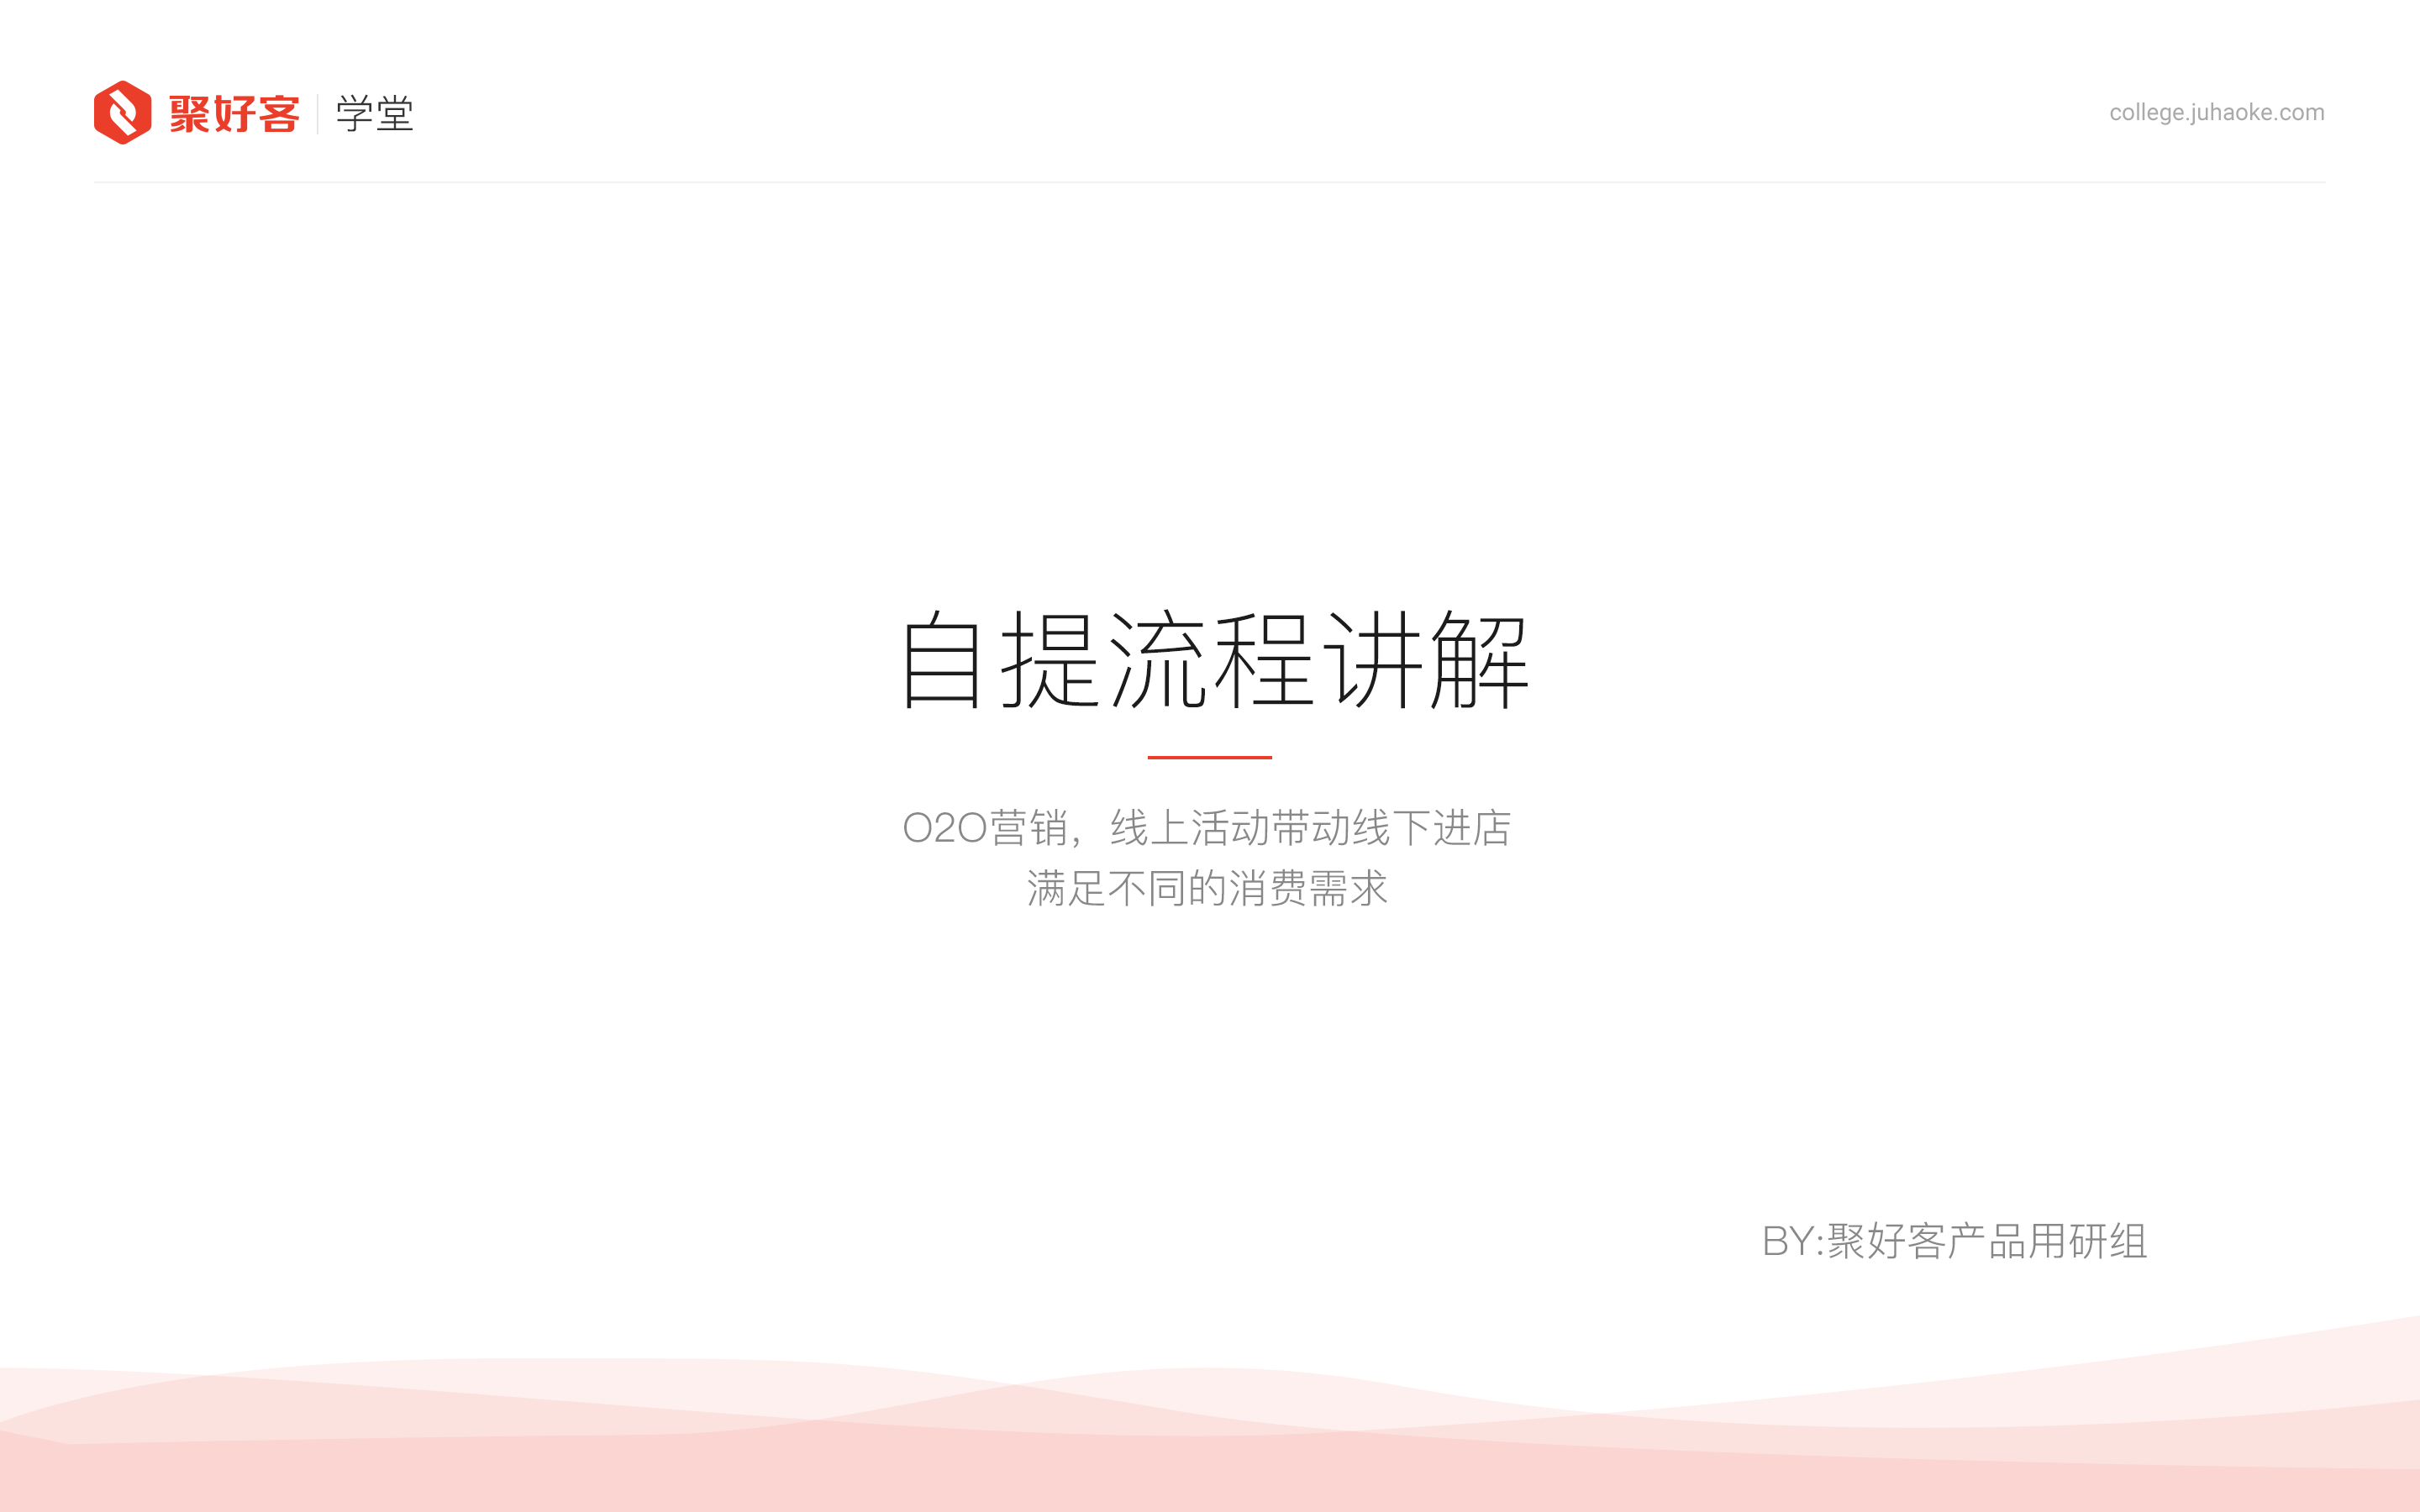 聚好客 学堂
college.juhaoke.com
自提流程讲解
O2O营销，线上活动带动线下进店
满足不同的消费需求
BY:聚好客产品用研组